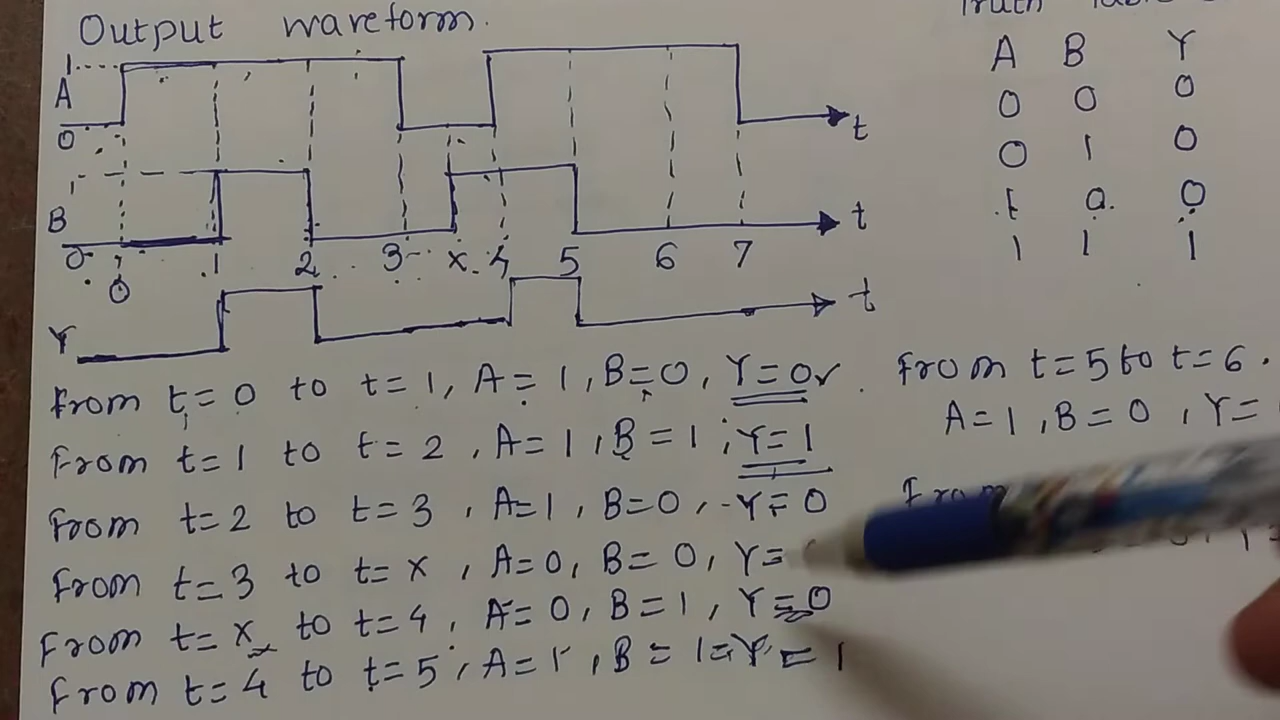 Output waveform.
Truth
A B Y
0 0 0
0 1 0
1 0 0
1 1 1
1
A
0
t
1
B
0
t
0 1 2 3 x 4 5 6 7
Y
t
From t=0 to t=1, A=1, B=0, Y=0
From t=1 to t=2, A=1, B=1, Y=1
From t=2 to t=3, A=1, B=0, Y=0
From t=3 to t=x, A=0, B=0, Y=
From t=x to t=4, A=0, B=1, Y=0
From t=4 to t=5, A=1, B=1=Y=1
From t=5 to t=6.
A=1, B=0, Y=